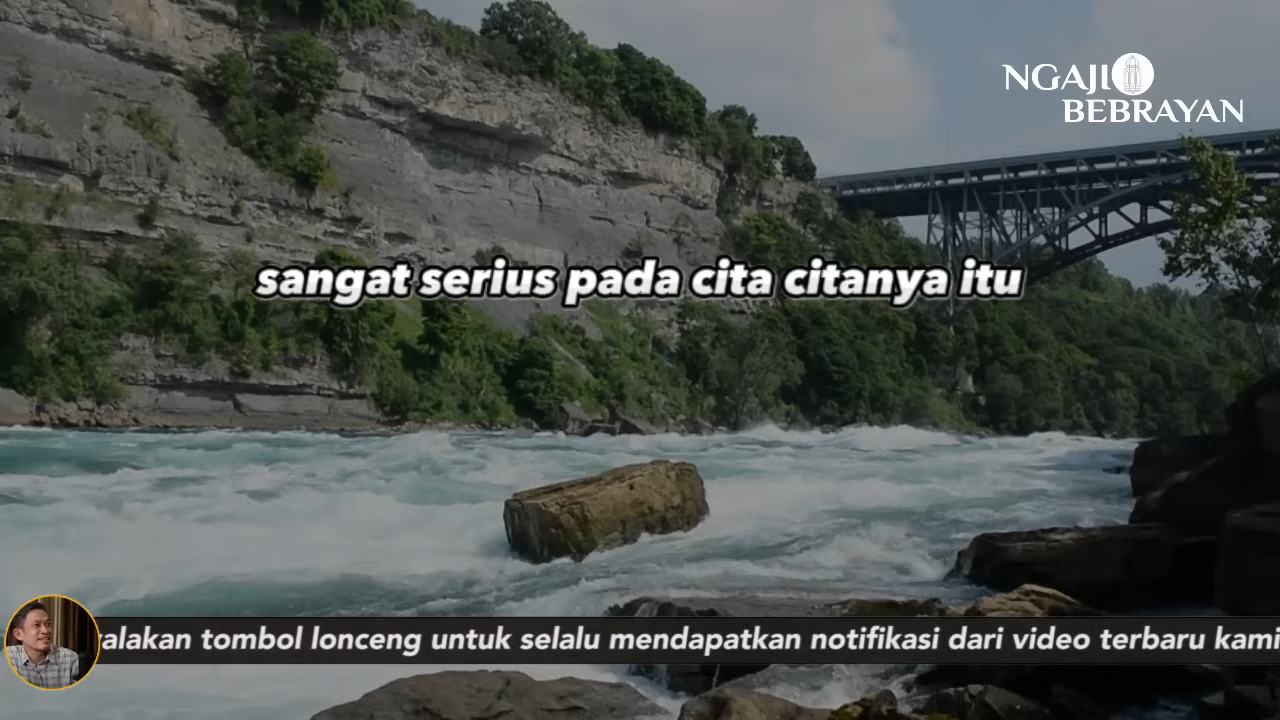 NGAJI
BEBRAYAN
sangat serius pada cita citanya itu
alakan tombol lonceng untuk selalu mendapatkan notifikasi dari video terbaru kami